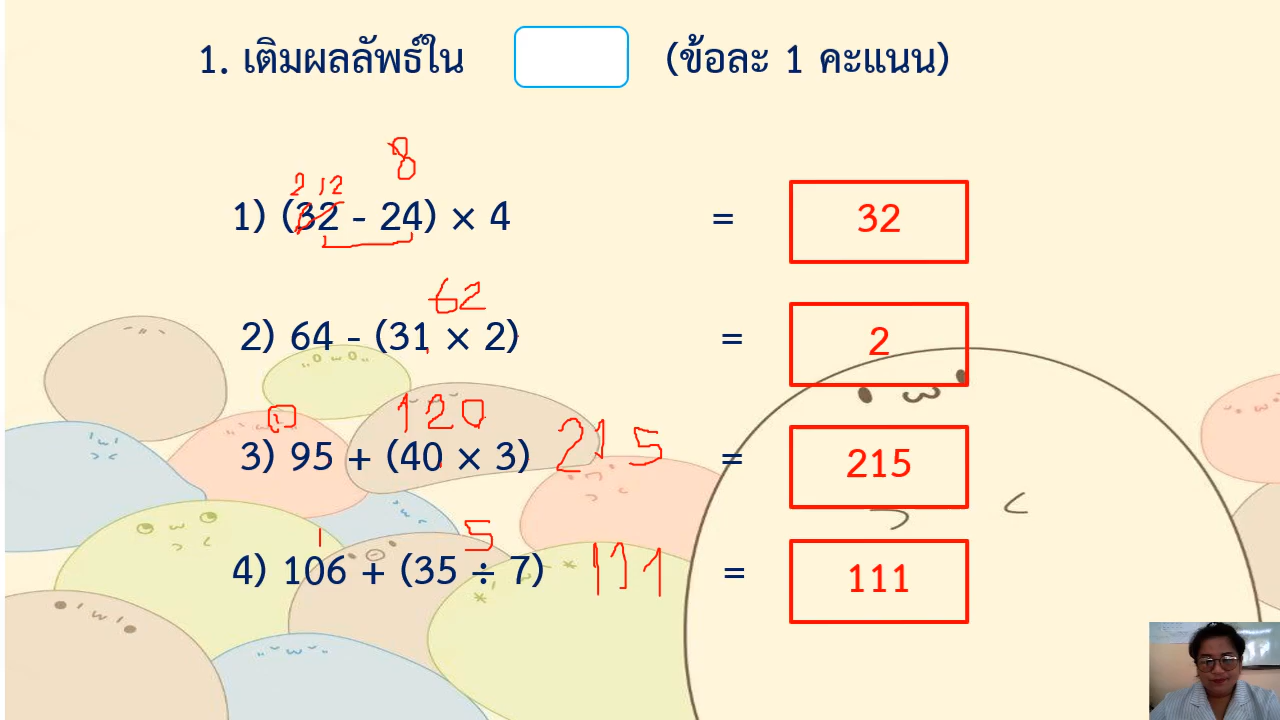 1. เติมผลลัพธ์ใน (ข้อละ 1 คะแนน)
8
2 12
1) (32 - 24) × 4 = 32
62
2) 64 - (31 × 2) = 2
120
3) 95 + (40 × 3) 215 = 215
1 5
4) 106 + (35 ÷ 7) 111 = 111